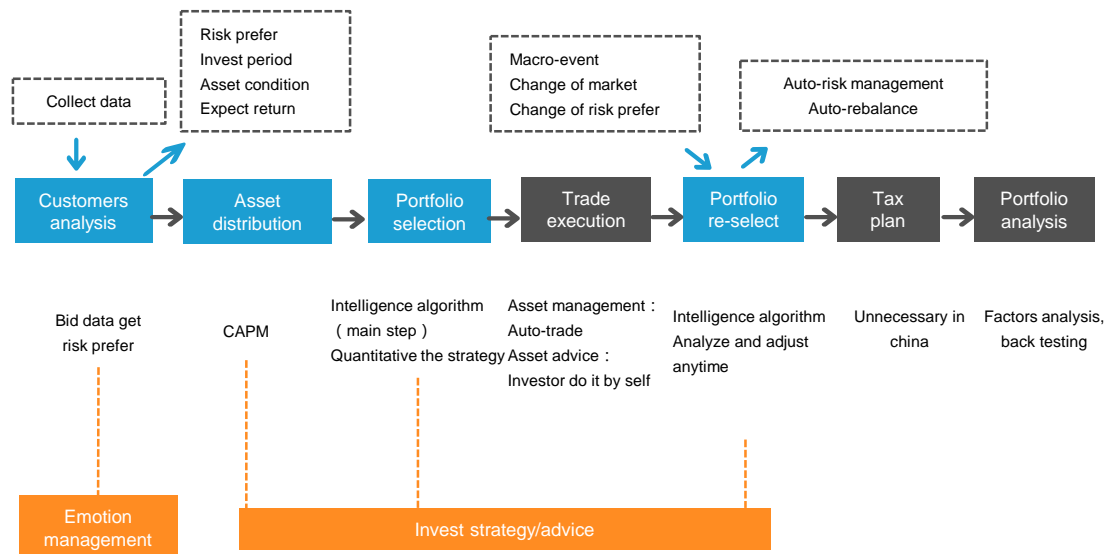 Collect data
Risk prefer
Invest period
Asset condition
Expect return
Macro-event
Change of market
Change of risk prefer
Auto-risk management
Auto-rebalance
Customers
analysis
Asset
distribution
Portfolio
selection
Trade
execution
Portfolio
re-select
Tax
plan
Portfolio
analysis
Bid data get
risk prefer
CAPM
Intelligence algorithm
（main step）
Quantitative the strategy
Asset management：
Auto-trade
Asset advice：
Investor do it by self
Intelligence algorithm
Analyze and adjust
anytime
Unnecessary in
china
Factors analysis,
back testing
Emotion
management
Invest strategy/advice